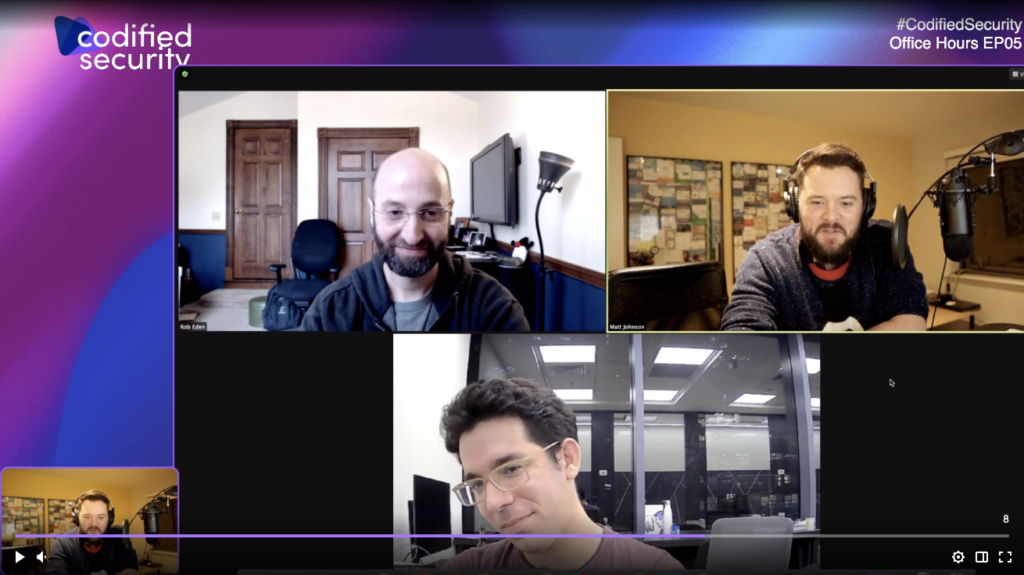 codified
security
#CodifiedSecurity
Office Hours EP05
Rob Eden
Matt Johnson
8